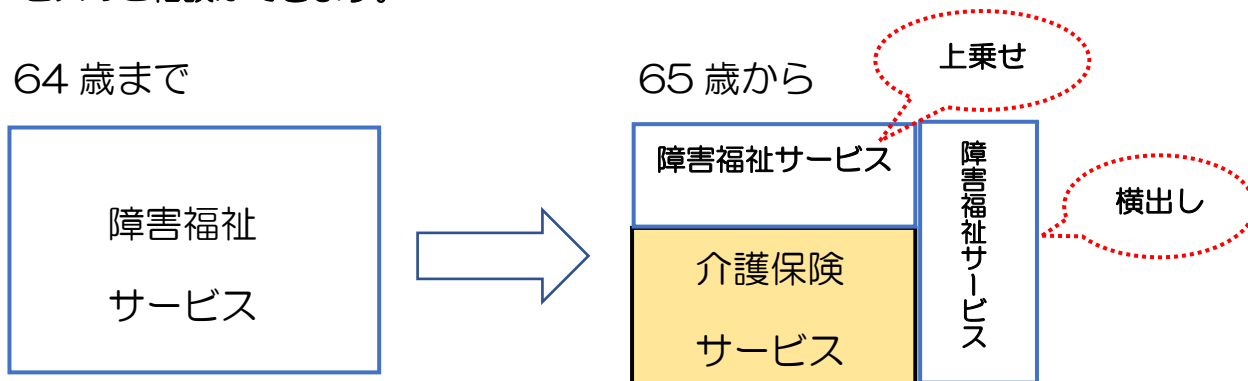 64 歳まで
障害福祉
サービス
65 歳から
上乗せ
障害福祉サービス
介護保険
サービス
障害福祉サービス
横出し